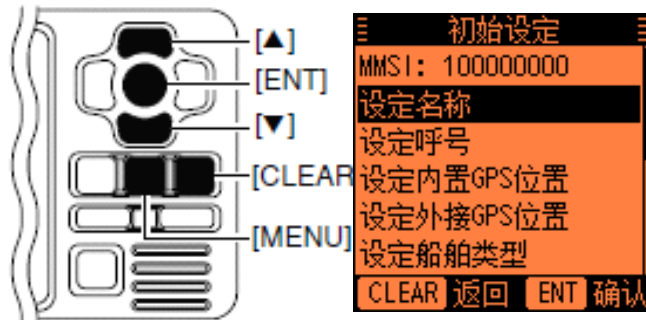 [▲]
[ENT]
[▼]
[CLEAR
[MENU]
初始设定
MMSI: 100000000
设定名称
设定呼号
设定内置GPS位置
设定外接GPS位置
设定船舶类型
CLEAR 返回 ENT 确认